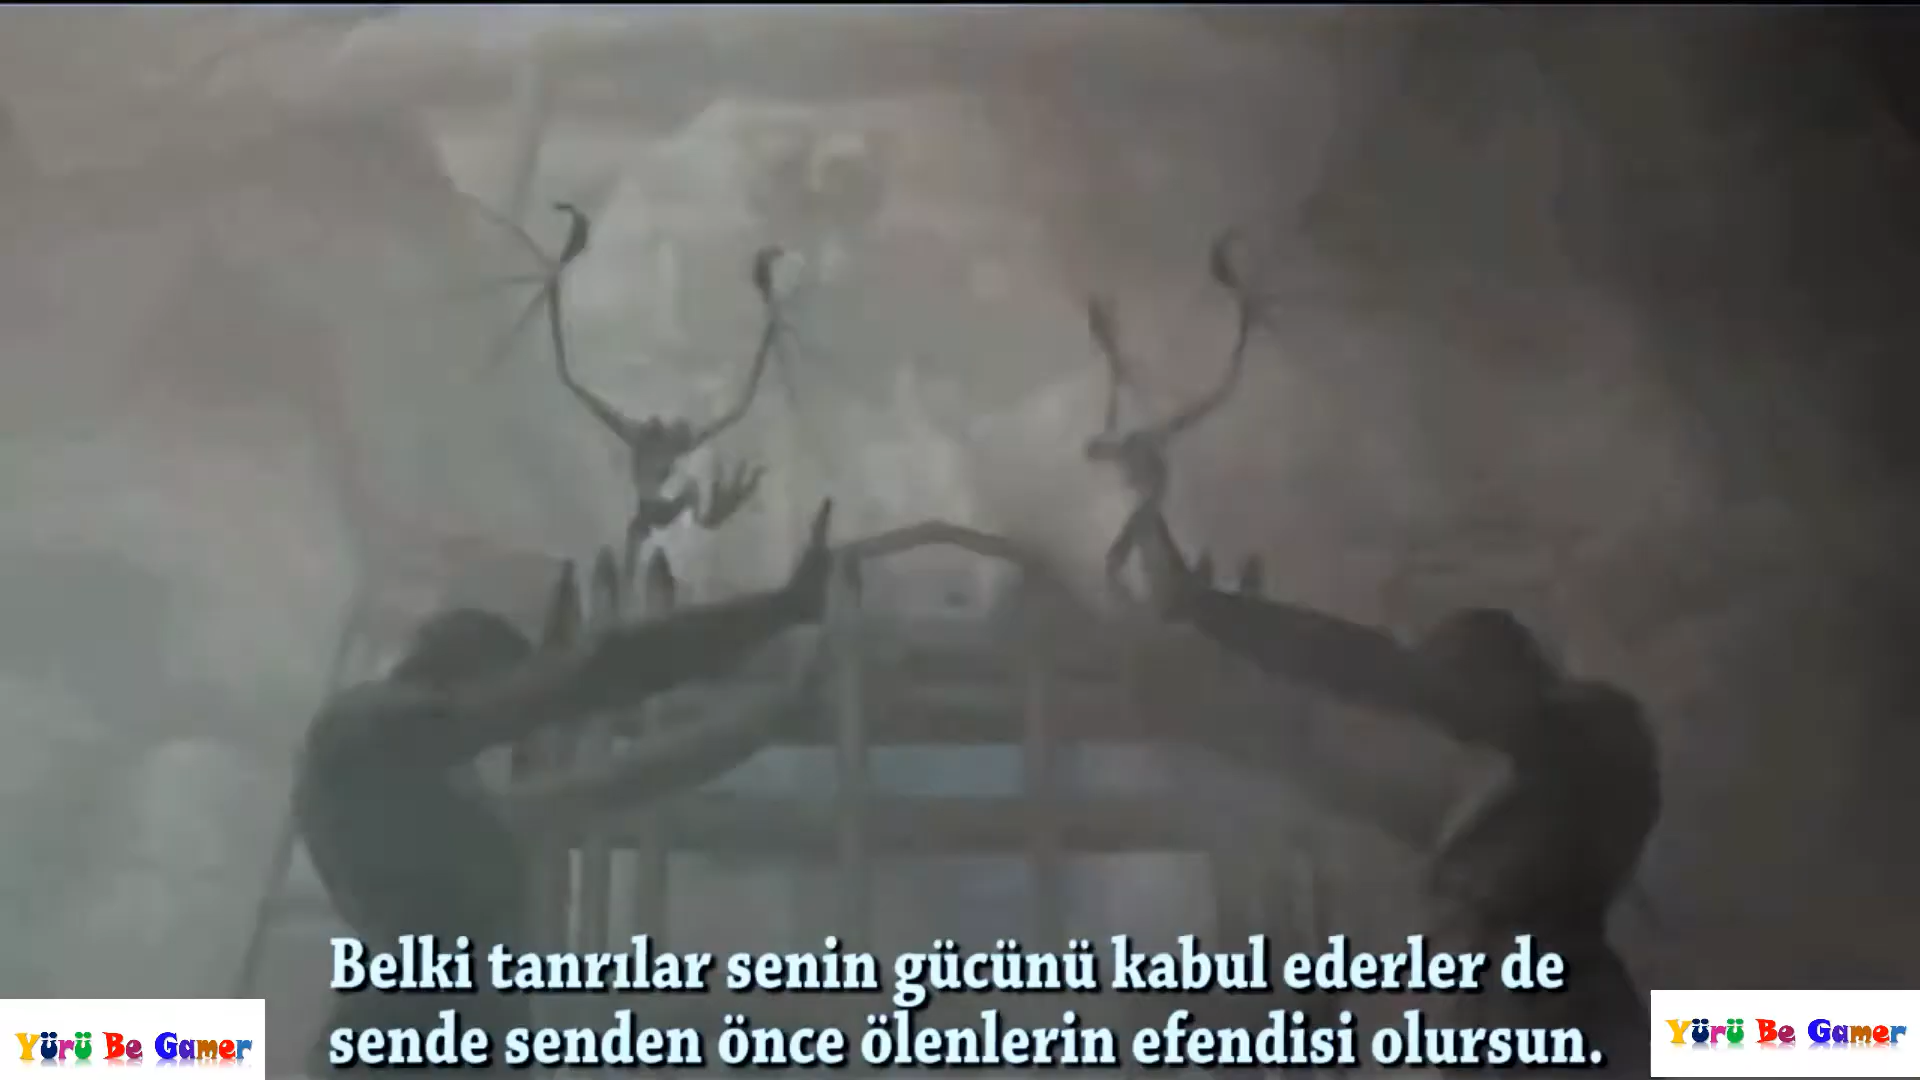 Belki tanrılar senin gücünü kabul ederler de
sende senden önce ölenlerin efendisi olursun.
Yürü Be Gamer
Yürü Be Gamer